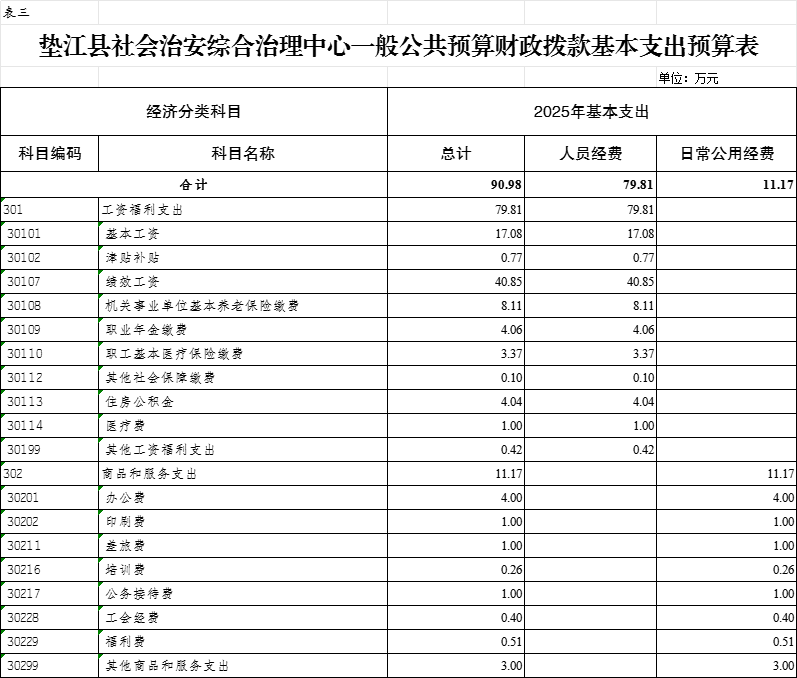 表三
垫江县社会治安综合治理中心一般公共预算财政拨款基本支出预算表
单位：万元
经济分类科目 2025年基本支出
科目编码 科目名称 总计 人员经费 日常公用经费
合计 90.98 79.81 11.17
301 工资福利支出 79.81 79.81
30101 基本工资 17.08 17.08
30102 津贴补贴 0.77 0.77
30107 绩效工资 40.85 40.85
30108 机关事业单位基本养老保险缴费 8.11 8.11
30109 职业年金缴费 4.06 4.06
30110 职工基本医疗保险缴费 3.37 3.37
30112 其他社会保障缴费 0.10 0.10
30113 住房公积金 4.04 4.04
30114 医疗费 1.00 1.00
30199 其他工资福利支出 0.42 0.42
302 商品和服务支出 11.17 11.17
30201 办公费 4.00 4.00
30202 印刷费 1.00 1.00
30211 差旅费 1.00 1.00
30216 培训费 0.26 0.26
30217 公务接待费 1.00 1.00
30228 工会经费 0.40 0.40
30229 福利费 0.51 0.51
30299 其他商品和服务支出 3.00 3.00